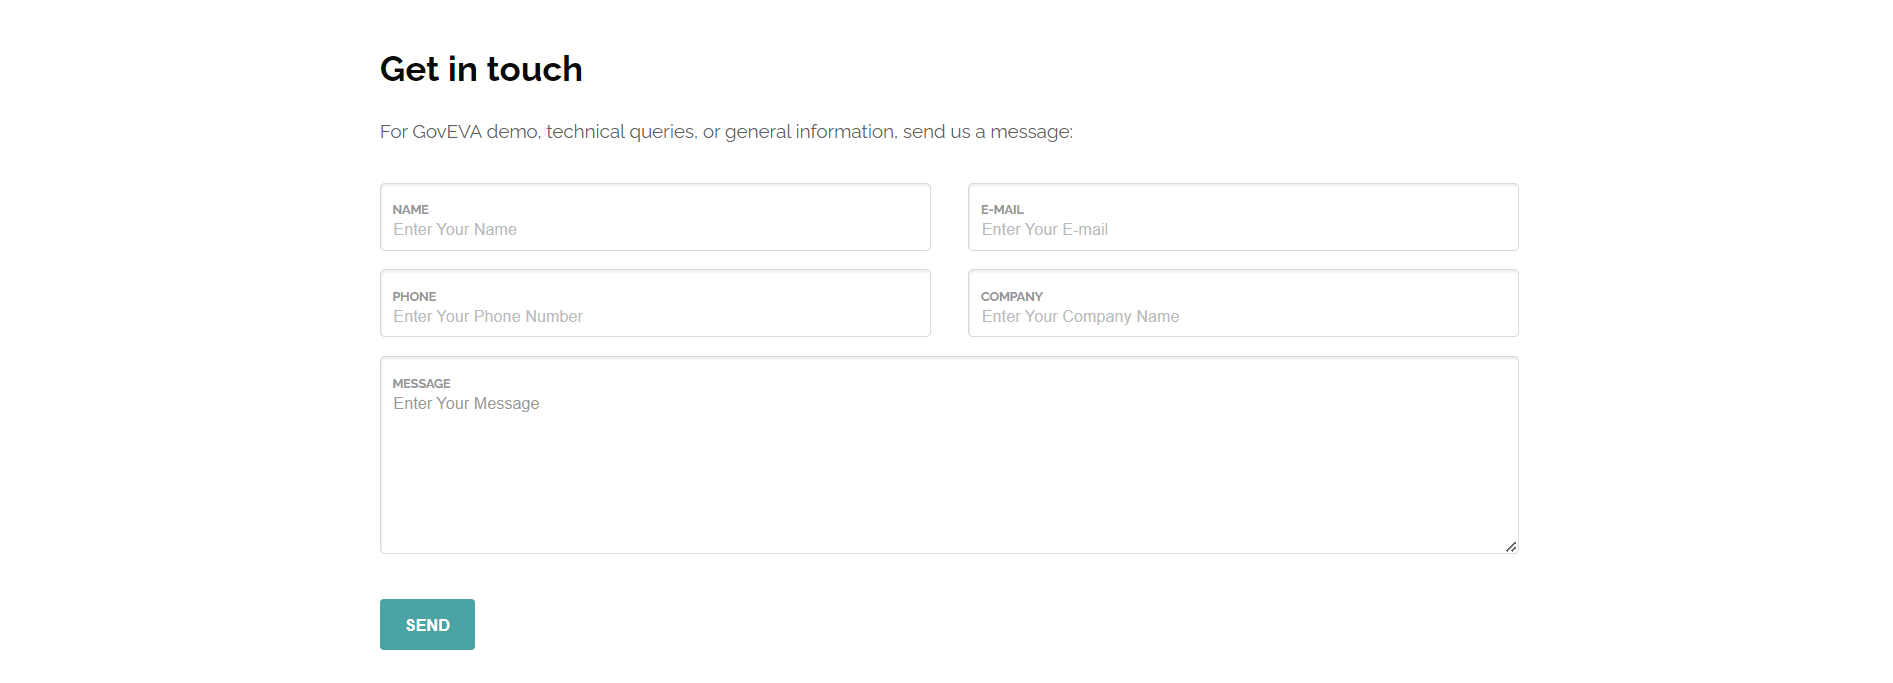 Get in touch
For GovEVA demo, technical queries, or general information, send us a message:
NAME
Enter Your Name
E-MAIL
Enter Your E-mail
PHONE
Enter Your Phone Number
COMPANY
Enter Your Company Name
MESSAGE
Enter Your Message
SEND